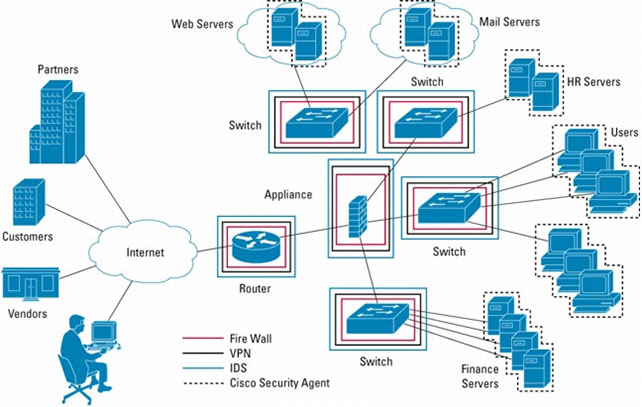 Web Servers
Mail Servers
Partners
Switch
HR Servers
Switch
Users
Appliance
Customers
Internet
Router
Switch
Vendors
Fire Wall
VPN
IDS
Cisco Security Agent
Switch
Finance
Servers